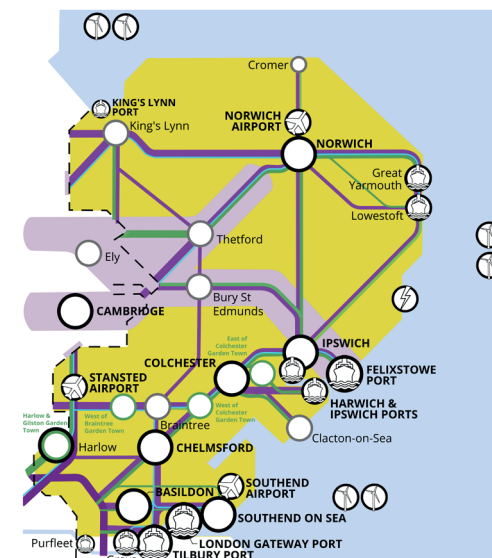 Cromer
KING'S LYNN
PORT
King's Lynn
NORWICH
AIRPORT
NORWICH
Great
Yarmouth
Lowestoft
Thetford
Ely
Bury St
Edmunds
CAMBRIDGE
East of
Colchester
Garden Town
IPSWICH
COLCHESTER
FELIXSTOWE
PORT
STANSTED
AIRPORT
HARWICH &
IPSWICH PORTS
Harlow &
Gilston Garden
Town
West of
Braintree
Garden Town
Braintree
West of
Colchester
Garden Town
Clacton-on-Sea
Harlow
CHELMSFORD
SOUTHEND
AIRPORT
BASILDON
SOUTHEND ON SEA
Purfleet
LONDON GATEWAY PORT
TILBURY PORT